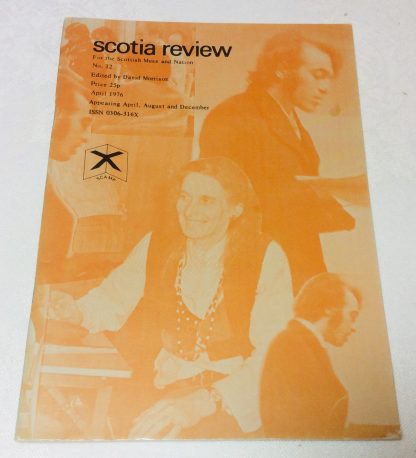 scotia review
For the Scottish Muse and Nation
No. 12
Edited by David Morrison
Price 25p
April 1976
Appearing April, August and December
ISSN 0306-316X